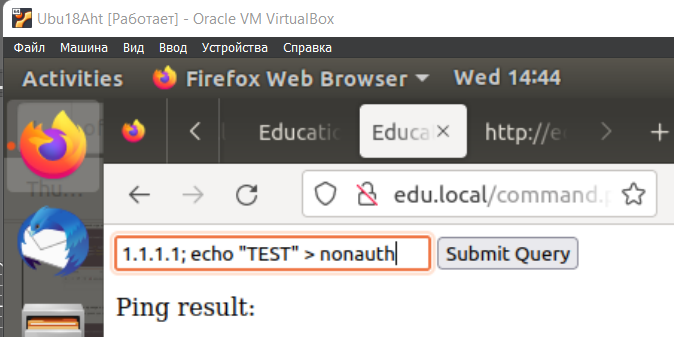 Ubu18Aht [Работает] - Oracle VM VirtualBox
Файл Машина Вид Ввод Устройства Справка
Activities Firefox Web Browser Wed 14:44
Educatio Educa × http://e
edu.local/command.p
1.1.1.1; echo "TEST" > nonauth Submit Query
Ping result: